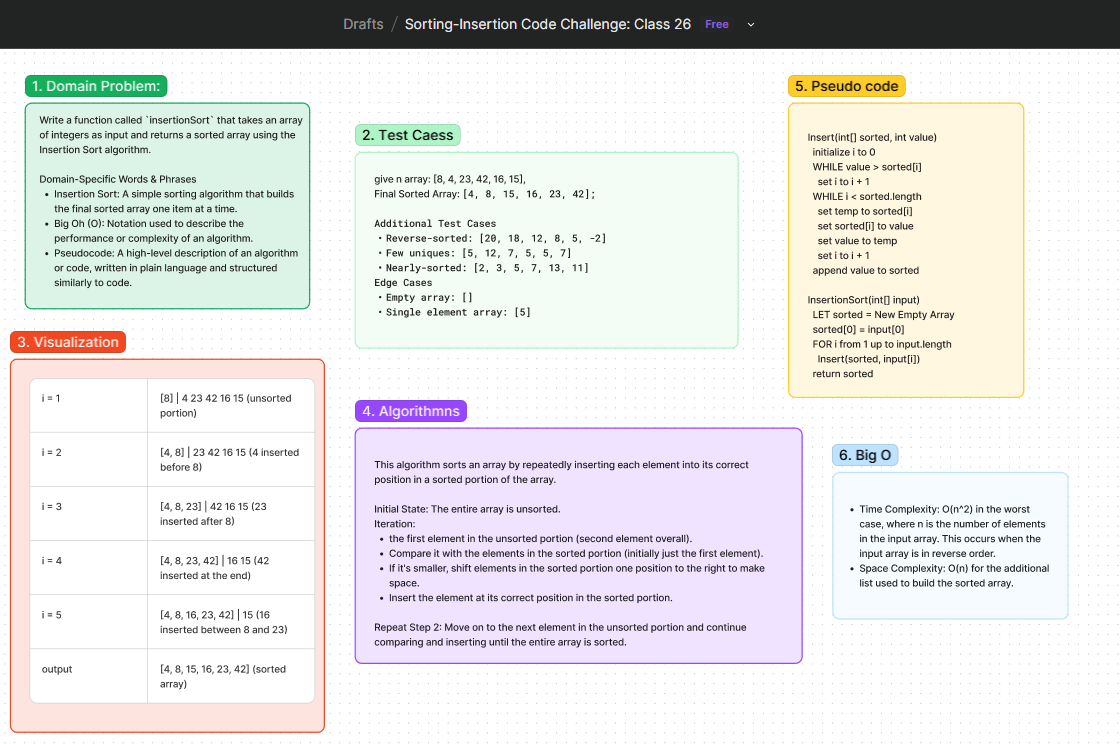 Drafts / Sorting-Insertion Code Challenge: Class 26 Free
1. Domain Problem:
Write a function called `insertionSort` that takes an array
of integers as input and returns a sorted array using the
Insertion Sort algorithm.
Domain-Specific Words & Phrases
• Insertion Sort: A simple sorting algorithm that builds
the final sorted array one item at a time.
• Big Oh (O): Notation used to describe the
performance or complexity of an algorithm.
• Pseudocode: A high-level description of an algorithm
or code, written in plain language and structured
similarly to code.
2. Test Caess
give n array: [8, 4, 23, 42, 16, 15],
Final Sorted Array: [4, 8, 15, 16, 23, 42];
Additional Test Cases
• Reverse-sorted: [20, 18, 12, 8, 5, -2]
• Few uniques: [5, 12, 7, 5, 5, 7]
• Nearly-sorted: [2, 3, 5, 7, 13, 11]
Edge Cases
• Empty array: []
• Single element array: [5]
3. Visualization
i = 1
[8] | 4 23 42 16 15 (unsorted
portion)
i = 2
[4, 8] | 23 42 16 15 (4 inserted
before 8)
i = 3
[4, 8, 23] | 42 16 15 (23
inserted after 8)
i = 4
[4, 8, 23, 42] | 16 15 (42
inserted at the end)
i = 5
[4, 8, 16, 23, 42] | 15 (16
inserted between 8 and 23)
output
[4, 8, 15, 16, 23, 42] (sorted
array)
4. Algorithmns
This algorithm sorts an array by repeatedly inserting each element into its correct
position in a sorted portion of the array.
Initial State: The entire array is unsorted.
Iteration:
• the first element in the unsorted portion (second element overall).
• Compare it with the elements in the sorted portion (initially just the first element).
• If it's smaller, shift elements in the sorted portion one position to the right to make
space.
• Insert the element at its correct position in the sorted portion.
Repeat Step 2: Move on to the next element in the unsorted portion and continue
comparing and inserting until the entire array is sorted.
5. Pseudo code
Insert(int[] sorted, int value)
initialize i to 0
WHILE value > sorted[i]
set i to i + 1
WHILE i < sorted.length
set temp to sorted[i]
set sorted[i] to value
set value to temp
set i to i + 1
append value to sorted
InsertionSort(int[] input)
LET sorted = New Empty Array
sorted[0] = input[0]
FOR i from 1 up to input.length
Insert(sorted, input[i])
return sorted
6. Big O
• Time Complexity: O(n^2) in the worst
case, where n is the number of elements
in the input array. This occurs when the
input array is in reverse order.
• Space Complexity: O(n) for the additional
list used to build the sorted array.